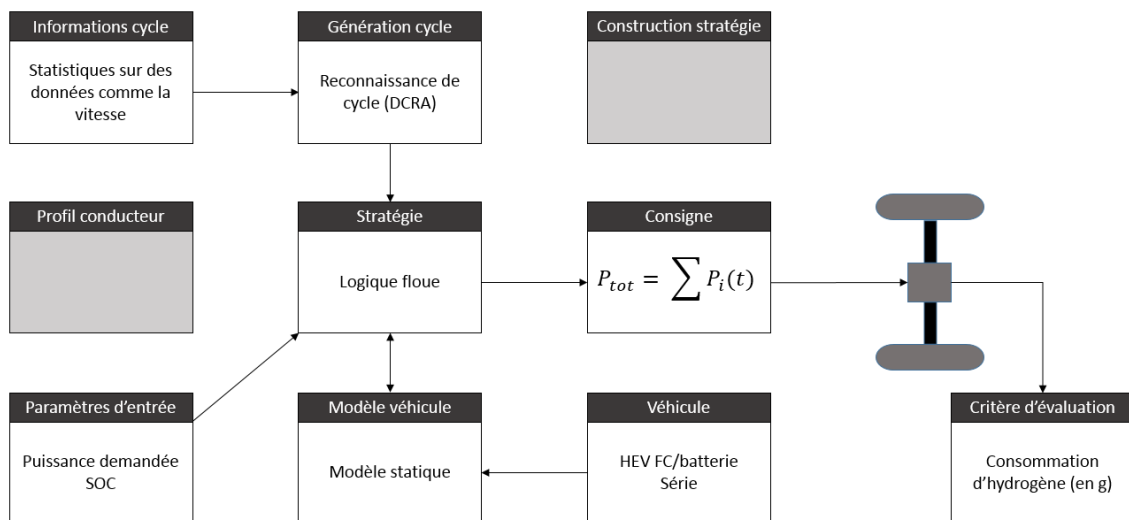 Informations cycle
Statistiques sur des
données comme la
vitesse
Génération cycle
Reconnaissance de
cycle (DCRA)
Construction stratégie
Profil conducteur
Stratégie
Logique floue
Consigne
P_{tot} = ∑ P_i(t)
Paramètres d’entrée
Puissance demandée
SOC
Modèle véhicule
Modèle statique
Véhicule
HEV FC/batterie
Série
Critère d’évaluation
Consommation
d’hydrogène (en g)